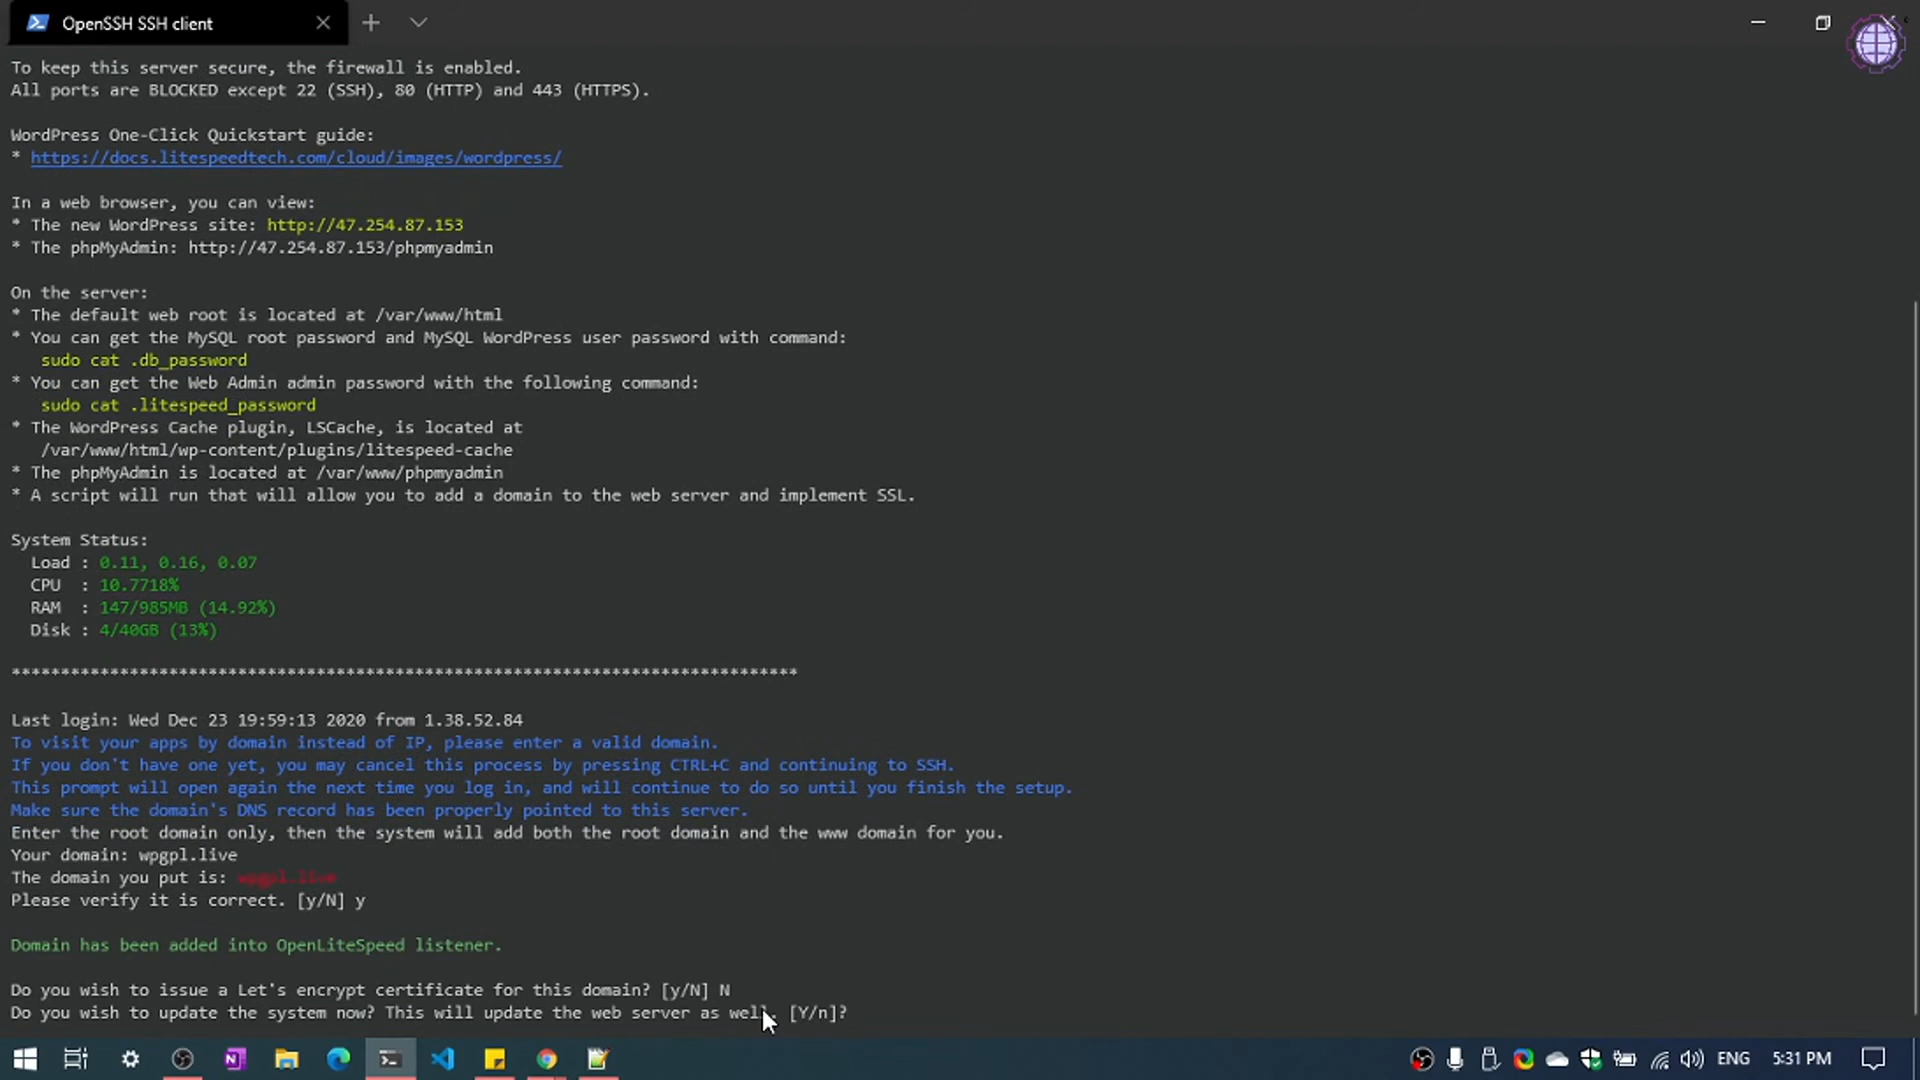 OpenSSH SSH client
To keep this server secure, the firewall is enabled.
All ports are BLOCKED except 22 (SSH), 80 (HTTP) and 443 (HTTPS).
WordPress One-Click Quickstart guide:
* https://docs.litespeedtech.com/cloud/images/wordpress/
In a web browser, you can view:
* The new WordPress site: http://47.254.87.153
* The phpMyAdmin: http://47.254.87.153/phpmyadmin
On the server:
* The default web root is located at /var/www/html
* You can get the MySQL root password and MySQL WordPress user password with command:
sudo cat .db_password
* You can get the Web Admin admin password with the following command:
sudo cat .litespeed_password
* The WordPress Cache plugin, LSCache, is located at
/var/www/html/wp-content/plugins/litespeed-cache
* The phpMyAdmin is located at /var/www/phpmyadmin
* A script will run that will allow you to add a domain to the web server and implement SSL.
System Status:
Load : 0.11, 0.16, 0.07
CPU : 10.7718%
RAM : 147/985MB (14.92%)
Disk : 4/40GB (13%)
********************************************************************************
Last login: Wed Dec 23 19:59:13 2020 from 1.38.52.84
To visit your apps by domain instead of IP, please enter a valid domain.
If you don't have one yet, you may cancel this process by pressing CTRL+C and continuing to SSH.
This prompt will open again the next time you log in, and will continue to do so until you finish the setup.
Make sure the domain's DNS record has been properly pointed to this server.
Enter the root domain only, then the system will add both the root domain and the www domain for you.
Your domain: wpgpl.live
The domain you put is: wpgpl.live
Please verify it is correct. [y/N] y
Domain has been added into OpenLiteSpeed listener.
Do you wish to issue a Let's encrypt certificate for this domain? [y/N] N
Do you wish to update the system now? This will update the web server as well. [Y/n]?
ENG
5:31 PM